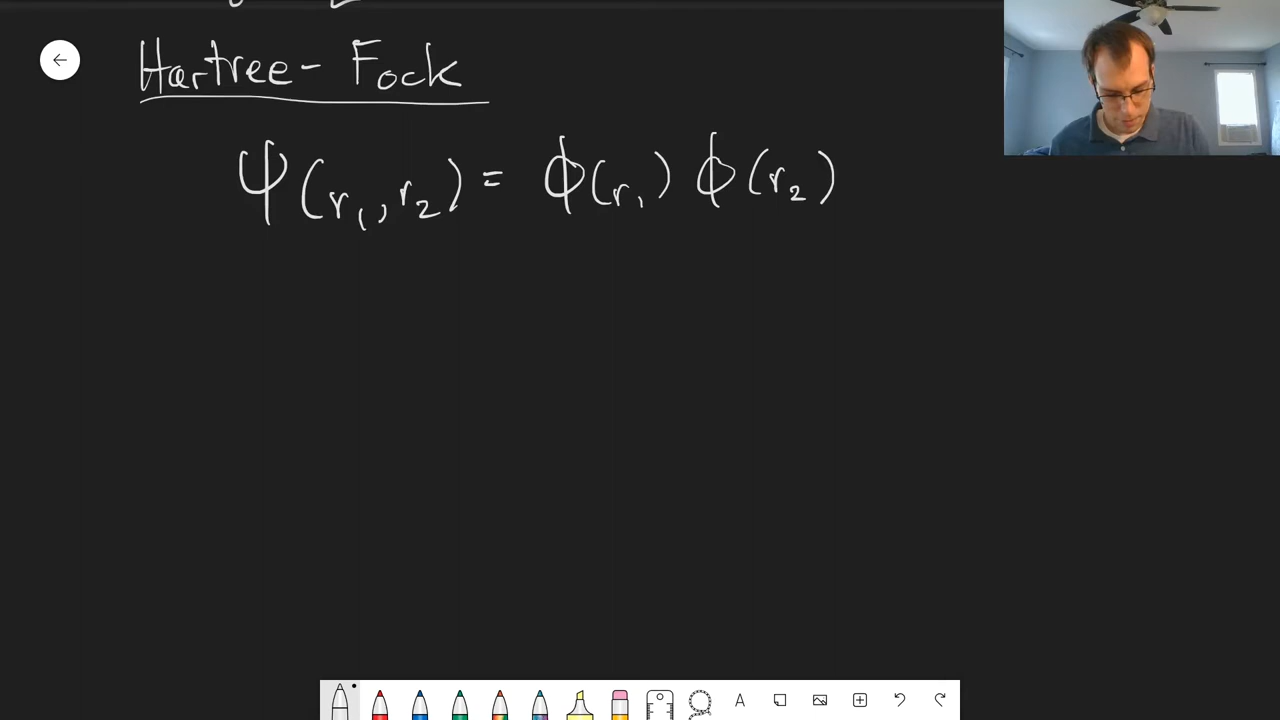 Hartree-Fock
ψ(r₁,r₂) = ϕ(r₁) ϕ(r₂)
A